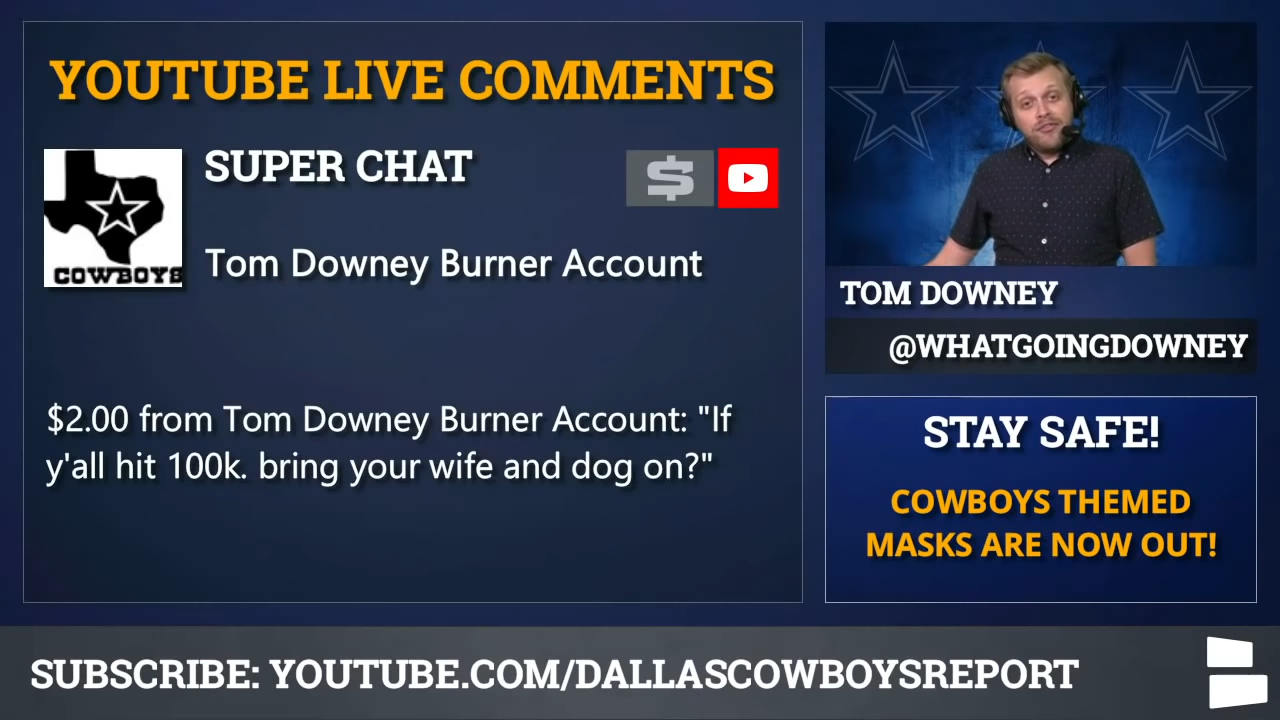 YOUTUBE LIVE COMMENTS
COWBOYS
SUPER CHAT
Tom Downey Burner Account
$2.00 from Tom Downey Burner Account: "If
y'all hit 100k. bring your wife and dog on?"
TOM DOWNEY
@WHATGOINGDOWNEY
STAY SAFE!
COWBOYS THEMED
MASKS ARE NOW OUT!
SUBSCRIBE: YOUTUBE.COM/DALLASCOWBOYSREPORT